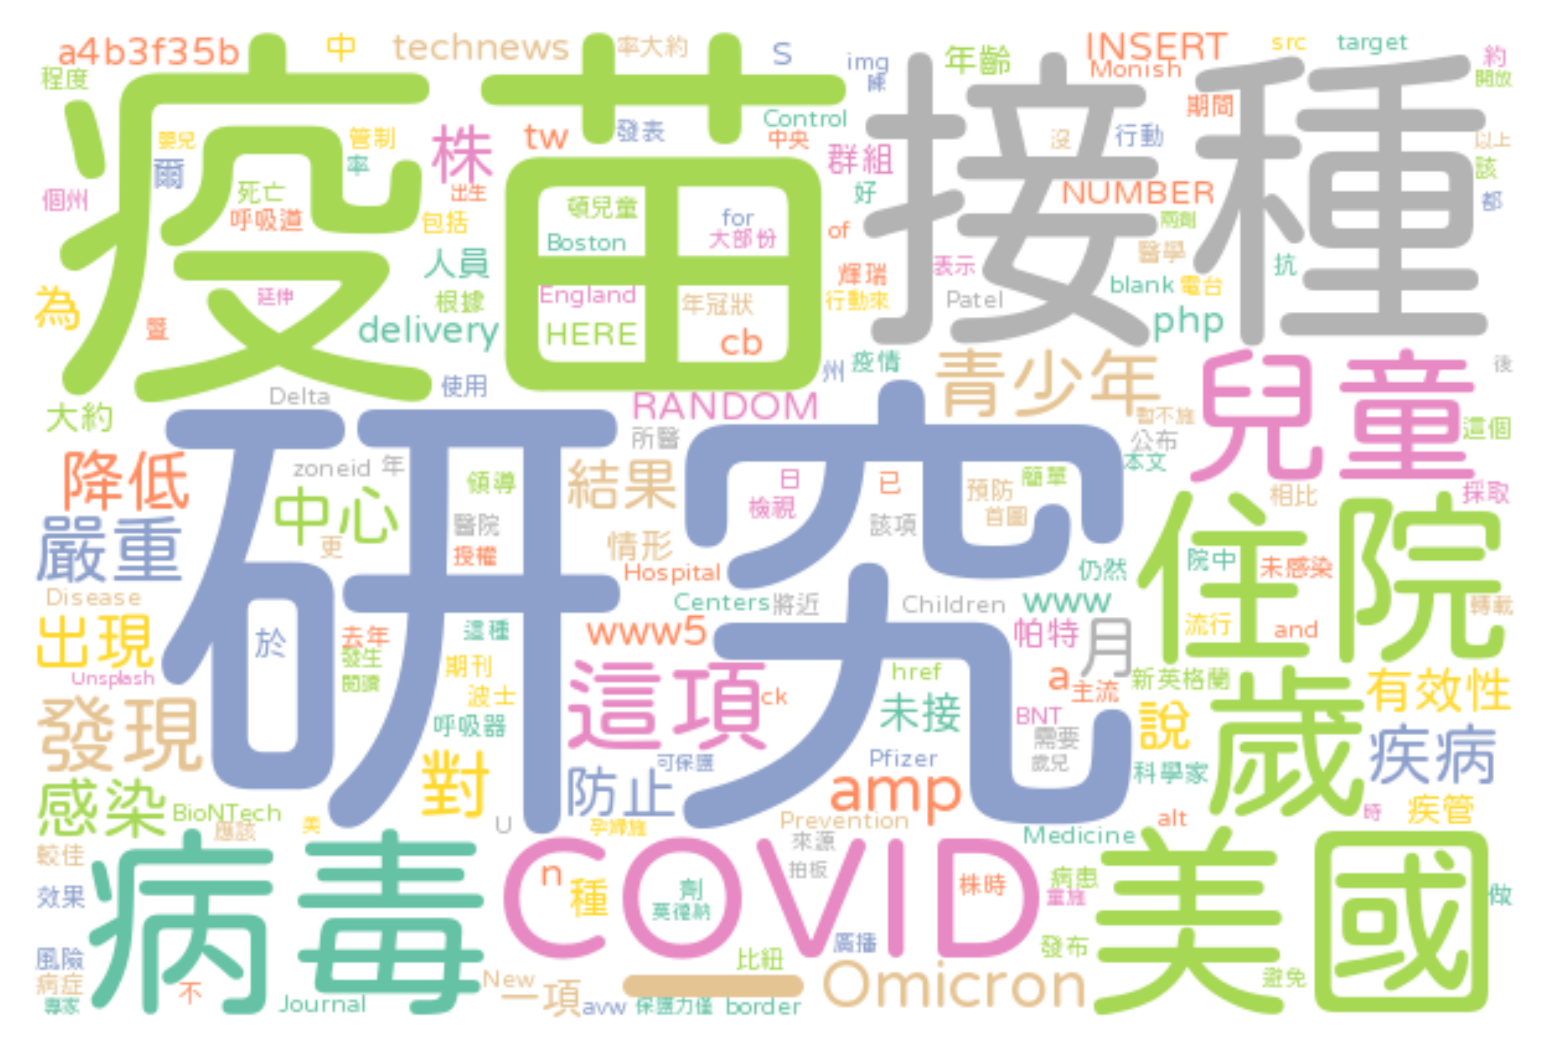 a4b3f35b 中 technews 率大約 S img 年齡 INSERT src target 約
程度 陳 Monish 開放
嬰兒 管制 株 tw 發表 Control 中央 群組 期間 沒 行動 以上
爾 率 該
個州 死亡 出生 頓兒童 for 好 NUMBER 都
呼吸道 包括 Boston 大部份 of 醫學
疫苗 接種
人員 輝瑞 表示 抗
為 延伸 根據 England 年冠狀 行動來 Patel blank 電台
delivery HERE cb php
Delta 使用 州 疫情 青少年 兒童 後
大約 RANDOM 暫不施 這個
所醫 公布
降低 zoneid 年 領導 結果 日 已 簡單 本文 相比 採取
中心 醫院 檢視 預防 首圖
嚴重 更 授權 情形 該項 住院
研究
Hospital 仍然 院中 未感染
Disease Centers 將近 Children www 轉載
出現 於 去年 這種 www5 帕特 月 流行 and
發生
Unsplash 閱讀 期刊 這項 href a 主流 新英格蘭 有效性
發現 波士 ck 未接 BNT 說 歲
呼吸器 需要
對 防止 可保護 Pfizer 歲兒 科學家 疾病
感染 BioNTech amp 時 疾管
應該 美 U 孕婦施 Prevention Medicine alt
較佳 來源
病毒 COVID 美國
效果 n 種 劑 拍板 株時 病患 做
英德納 童施
風險 比紐 廣播 發布
病症 不 New 一項 Omicron 避免
專家 Journal avw 保護力僅 border